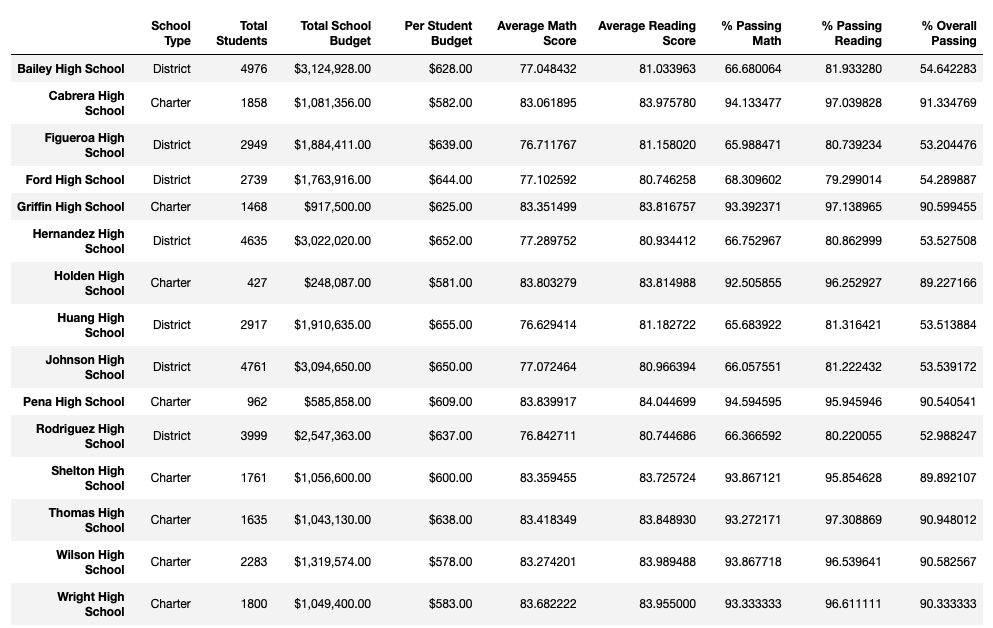 School Type Total Students Total School Budget Per Student Budget Average Math Score Average Reading Score % Passing Math % Passing Reading % Overall Passing
Bailey High School District 4976 $3,124,928.00 $628.00 77.048432 81.033963 66.680064 81.933280 54.642283
Cabrera High School Charter 1858 $1,081,356.00 $582.00 83.061895 83.975780 94.133477 97.039828 91.334769
Figueroa High School District 2949 $1,884,411.00 $639.00 76.711767 81.158020 65.988471 80.739234 53.204476
Ford High School District 2739 $1,763,916.00 $644.00 77.102592 80.746258 68.309602 79.299014 54.289887
Griffin High School Charter 1468 $917,500.00 $625.00 83.351499 83.816757 93.392371 97.138965 90.599455
Hernandez High School District 4635 $3,022,020.00 $652.00 77.289752 80.934412 66.752967 80.862999 53.527508
Holden High School Charter 427 $248,087.00 $581.00 83.803279 83.814988 92.505855 96.252927 89.227166
Huang High School District 2917 $1,910,635.00 $655.00 76.629414 81.182722 65.683922 81.316421 53.513884
Johnson High School District 4761 $3,094,650.00 $650.00 77.072464 80.966394 66.057551 81.222432 53.539172
Pena High School Charter 962 $585,858.00 $609.00 83.839917 84.044699 94.594595 95.945946 90.540541
Rodriguez High School District 3999 $2,547,363.00 $637.00 76.842711 80.744686 66.366592 80.220055 52.988247
Shelton High School Charter 1761 $1,056,600.00 $600.00 83.359455 83.725724 93.867121 95.854628 89.892107
Thomas High School Charter 1635 $1,043,130.00 $638.00 83.418349 83.848930 93.272171 97.308869 90.948012
Wilson High School Charter 2283 $1,319,574.00 $578.00 83.274201 83.989488 93.867718 96.539641 90.582567
Wright High School Charter 1800 $1,049,400.00 $583.00 83.682222 83.955000 93.333333 96.611111 90.333333